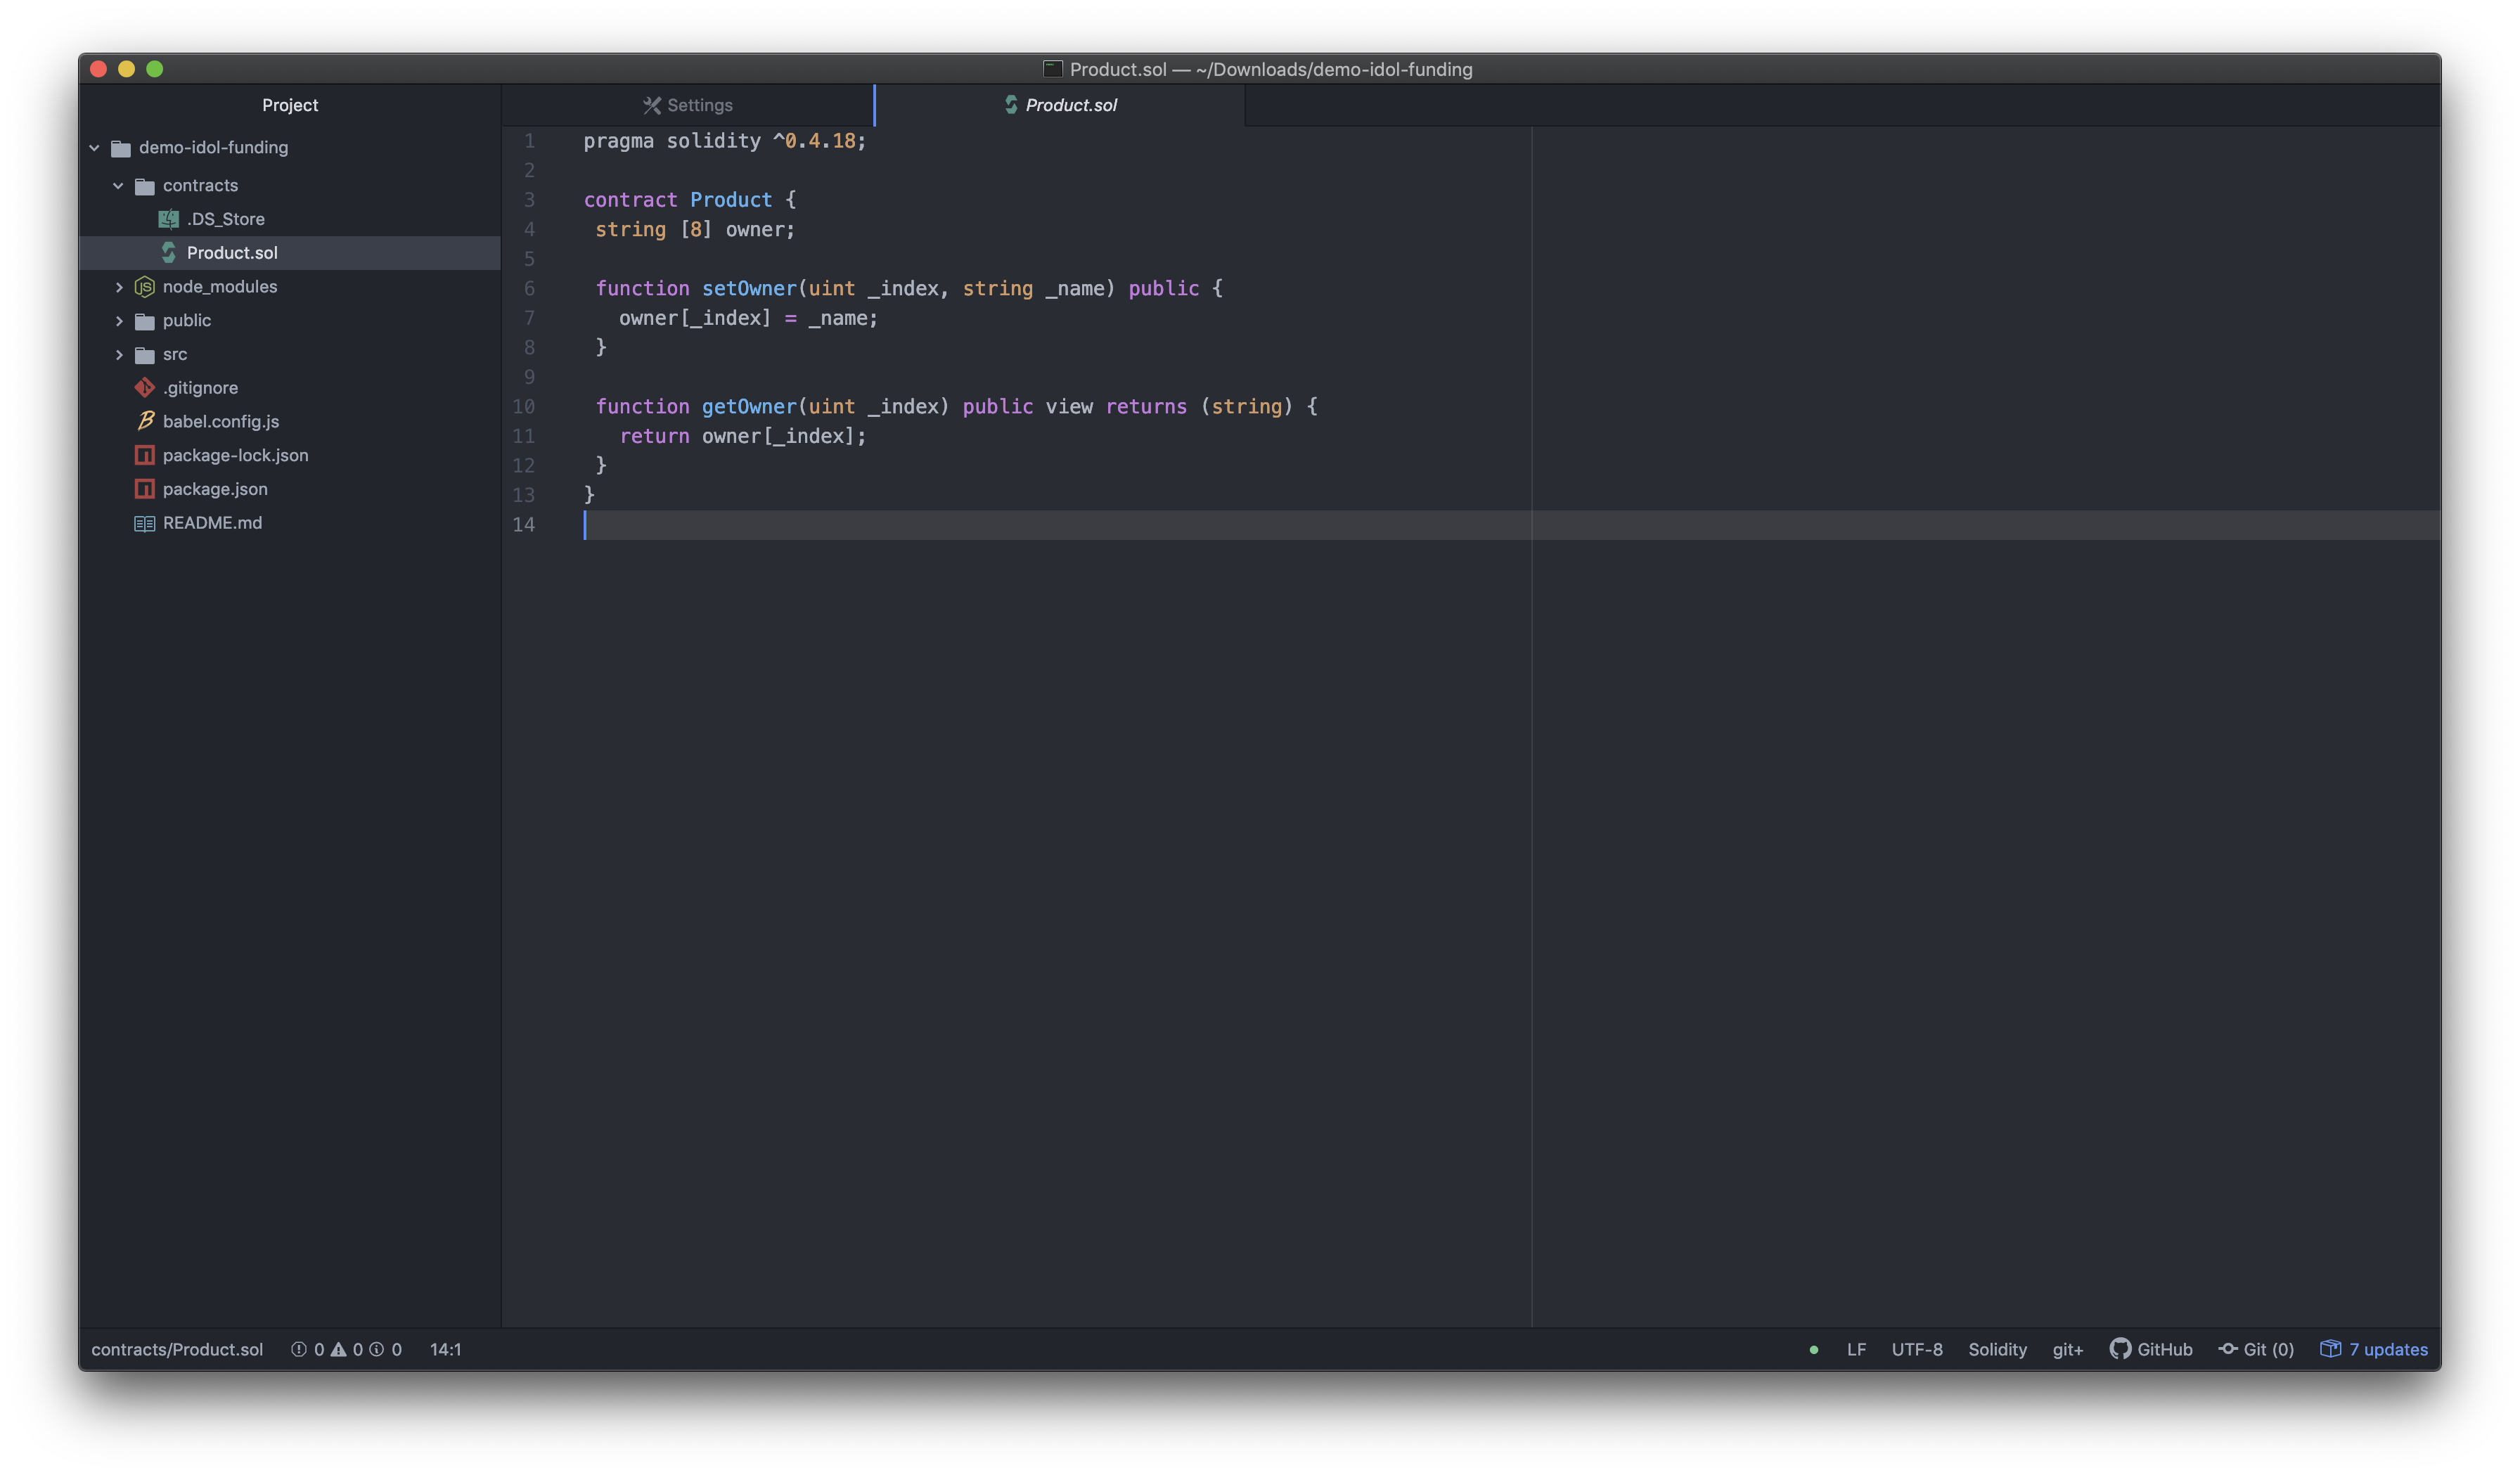 Product.sol — ~/Downloads/demo-idol-funding
Project
Settings
Product.sol
demo-idol-funding
contracts
.DS_Store
Product.sol
node_modules
public
src
.gitignore
babel.config.js
package-lock.json
package.json
README.md
1 pragma solidity ^0.4.18;
2
3 contract Product {
4 string [8] owner;
5
6 function setOwner(uint _index, string _name) public {
7 owner[_index] = _name;
8 }
9
10 function getOwner(uint _index) public view returns (string) {
11 return owner[_index];
12 }
13 }
14
contracts/Product.sol 0 0 0 14:1 LF UTF-8 Solidity git+ GitHub Git (0) 7 updates